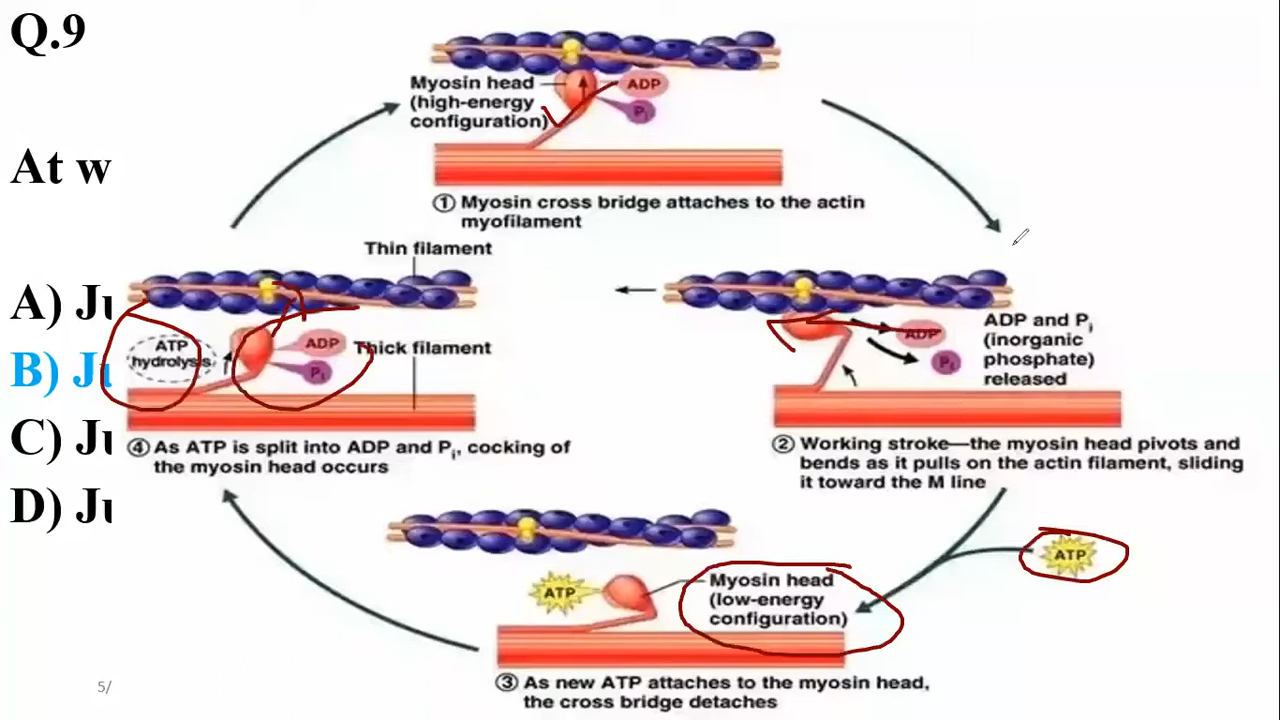 Q.9
At w
A) Ju
B) Ju
C) Ju
D) Ju
Myosin head
(high-energy
configuration)
ADP
Pi
① Myosin cross bridge attaches to the actin
myofilament
Thin filament
ATP
hydrolysis
ADP
Pi
Thick filament
④ As ATP is split into ADP and Pi, cocking of
the myosin head occurs
ADP
Pi
ADP and Pi
(inorganic
phosphate)
released
② Working stroke—the myosin head pivots and
bends as it pulls on the actin filament, sliding
it toward the M line
ATP
ATP
Myosin head
(low-energy
configuration)
③ As new ATP attaches to the myosin head,
the cross bridge detaches
5/